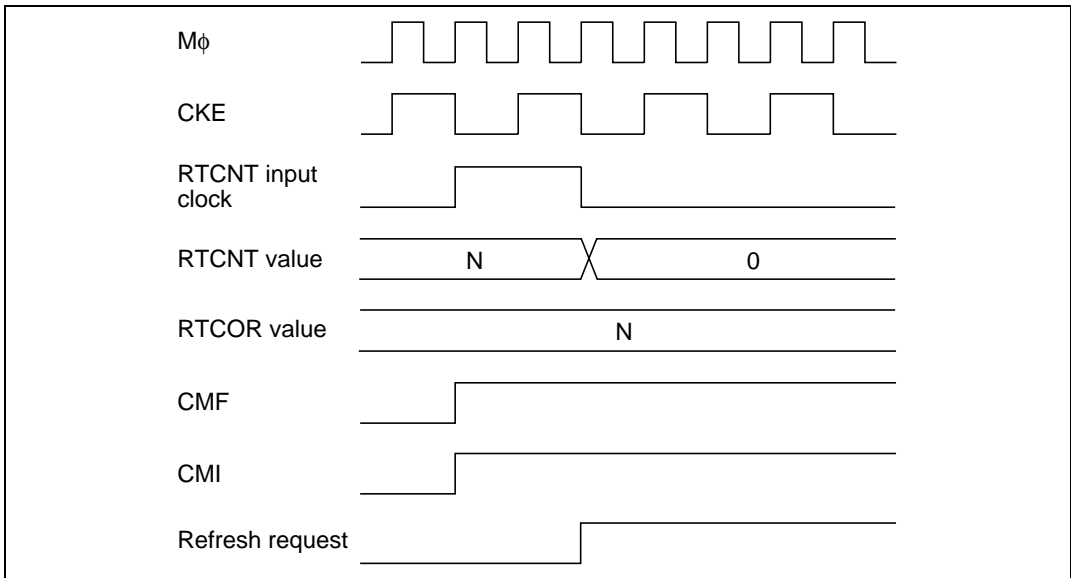 Mϕ
CKE
RTCNT input
clock
RTCNT value
N
0
RTCOR value
N
CMF
CMI
Refresh request